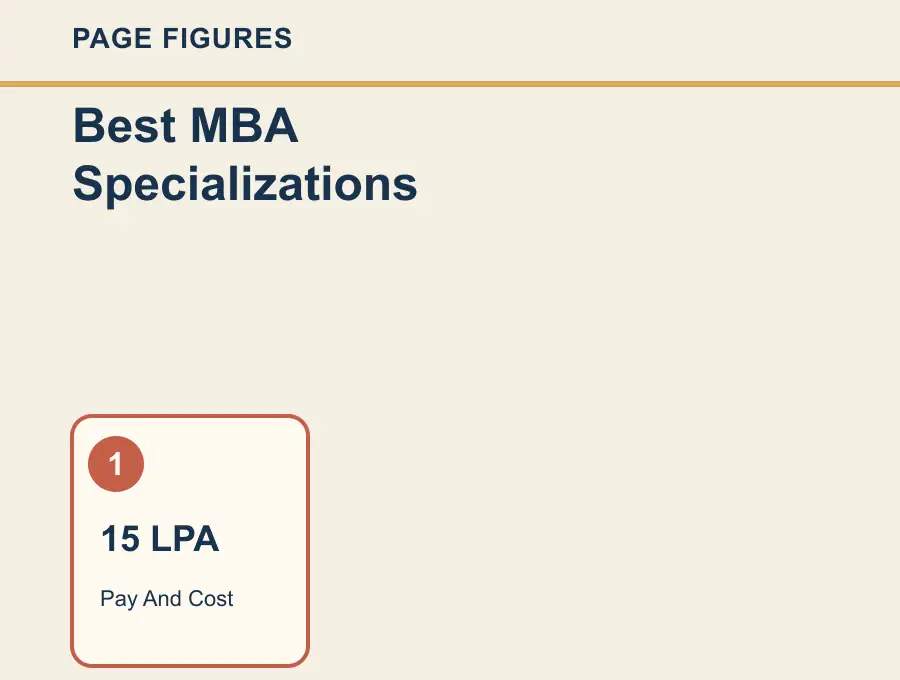 PAGE FIGURES
Best MBA
Specializations
1
15 LPA
Pay And Cost